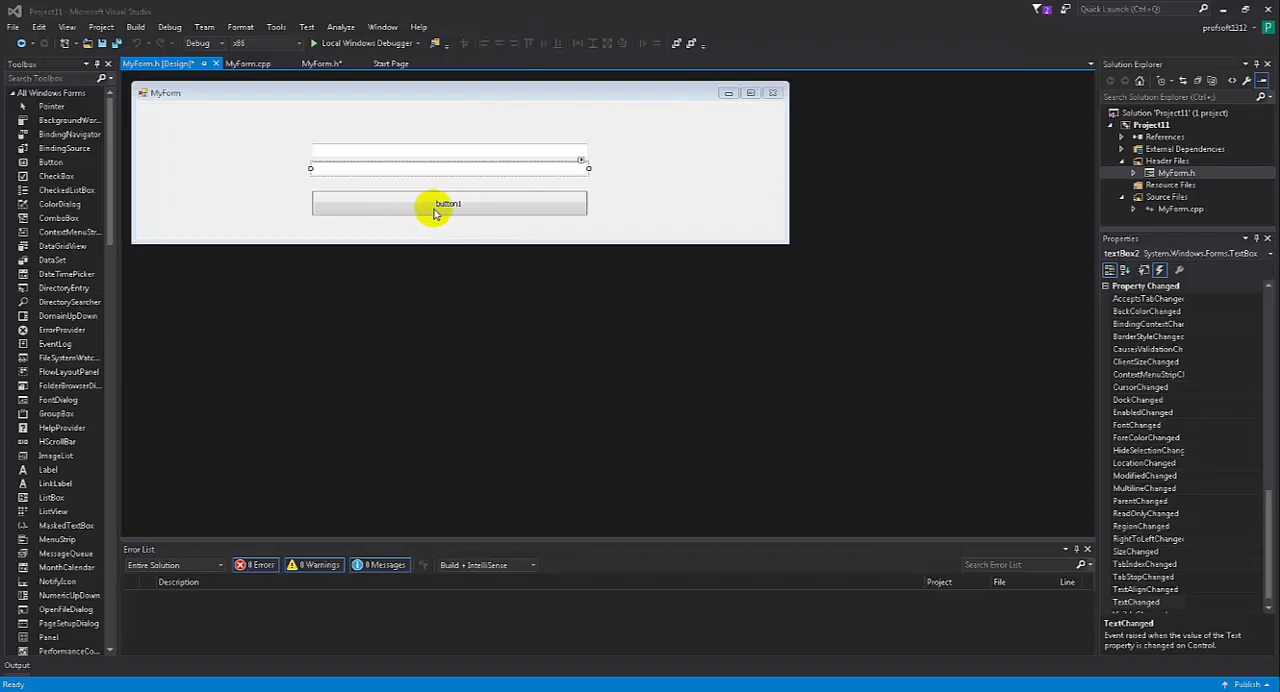 Project11 - Microsoft Visual Studio
2
Quick Launch (Ctrl+Q)
File Edit View Project Build Debug Team Format Tools Test Analyze Window Help
profsoft1312
P
Debug x86 Local Windows Debugger
Toolbox
Search Toolbox
All Windows Forms
Pointer
BackgroundWor...
BindingNavigator
BindingSource
Button
CheckBox
CheckedListBox
ColorDialog
ComboBox
ContextMenuStr...
DataGridView
DataSet
DateTimePicker
DirectoryEntry
DirectorySearcher
DomainUpDown
ErrorProvider
EventLog
FileSystemWatc...
FlowLayoutPanel
FolderBrowserDi...
FontDialog
GroupBox
HelpProvider
HScrollBar
ImageList
Label
LinkLabel
ListBox
ListView
MaskedTextBox
MenuStrip
MessageQueue
MonthCalendar
NotifyIcon
NumericUpDown
OpenFileDialog
PageSetupDialog
Panel
PerformanceCo...
MyForm.h [Design]* MyForm.cpp MyForm.h* Start Page
MyForm
button1
Error List
Entire Solution 0 Errors 0 Warnings 0 Messages Build + IntelliSense Search Error List
Description Project File Line
Solution Explorer
Search Solution Explorer (Ctrl+;)
Solution 'Project11' (1 project)
Project11
References
External Dependencies
Header Files
MyForm.h
Resource Files
Source Files
MyForm.cpp
Properties
textBox2 System.Windows.Forms.TextBox
Property Changed
AcceptsTabChange
BackColorChanged
BindingContextChar
BorderStyleChange
CausesValidationCh
ClientSizeChanged
ContextMenuStripCl
CursorChanged
DockChanged
EnabledChanged
FontChanged
ForeColorChanged
HideSelectionChang
LocationChanged
ModifiedChanged
MultilineChanged
ParentChanged
ReadOnlyChanged
RegionChanged
RightToLeftChanged
SizeChanged
TabIndexChanged
TabStopChanged
TextAlignChanged
TextChanged
TextChanged
Event raised when the value of the Text
property is changed on Control.
Output
Ready
Publish